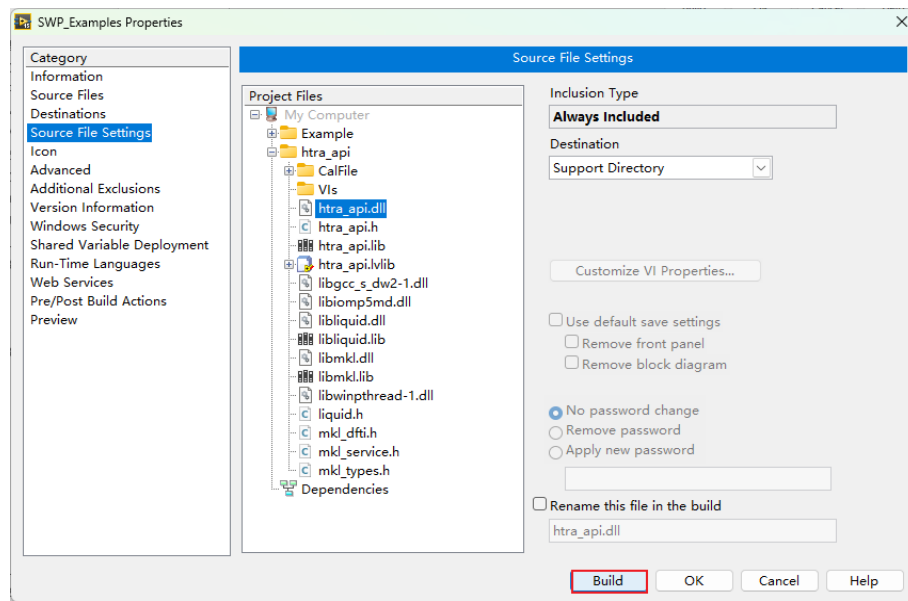 SWP_Examples Properties
Category
Information
Source Files
Destinations
Source File Settings
Icon
Advanced
Additional Exclusions
Version Information
Windows Security
Shared Variable Deployment
Run-Time Languages
Web Services
Pre/Post Build Actions
Preview
Source File Settings
Project Files
My Computer
Example
htra_api
CalFile
VIs
htra_api.dll
htra_api.h
htra_api.lib
htra_api.lvlib
libgcc_s_dw2-1.dll
libiomp5md.dll
libliquid.dll
libliquid.lib
libmkl.dll
libmkl.lib
libwinpthread-1.dll
liquid.h
mkl_dfti.h
mkl_service.h
mkl_types.h
Dependencies
Inclusion Type
Always Included
Destination
Support Directory
Customize VI Properties...
Use default save settings
Remove front panel
Remove block diagram
No password change
Remove password
Apply new password
Rename this file in the build
htra_api.dll
Build
OK
Cancel
Help